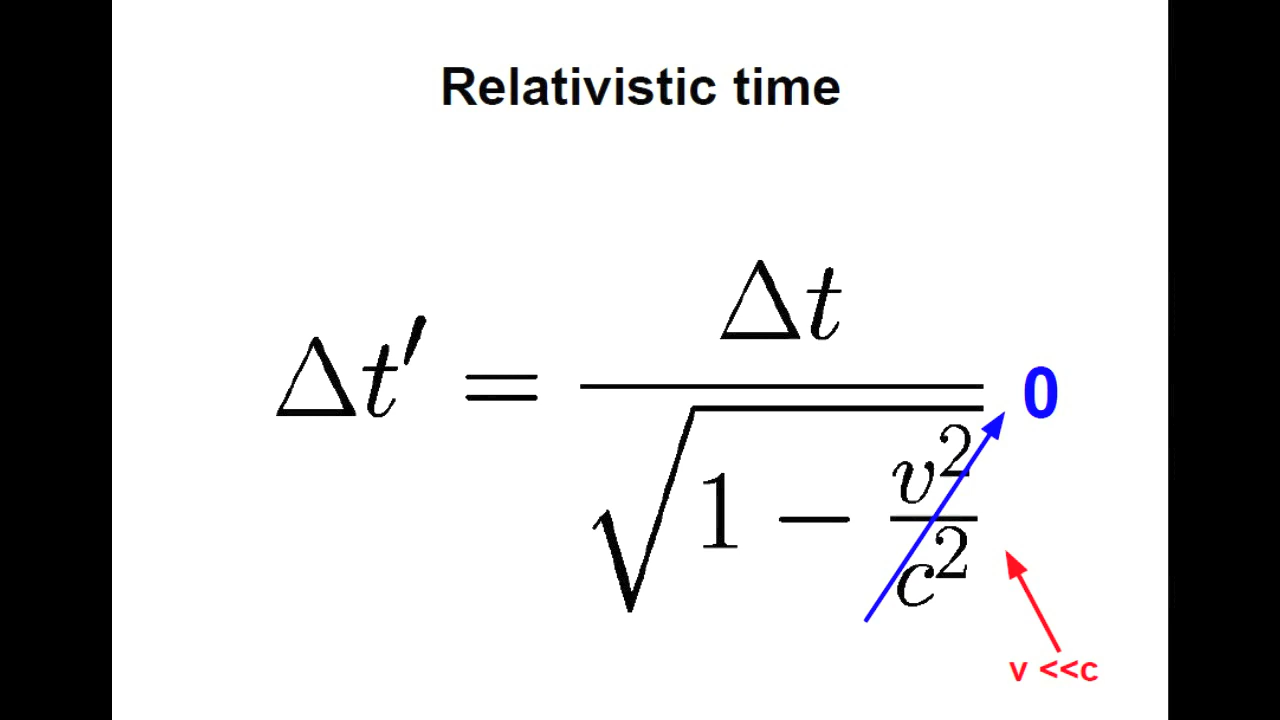 Relativistic time
Δt′ = Δt / √(1 − v²/c²)
0
v <<c